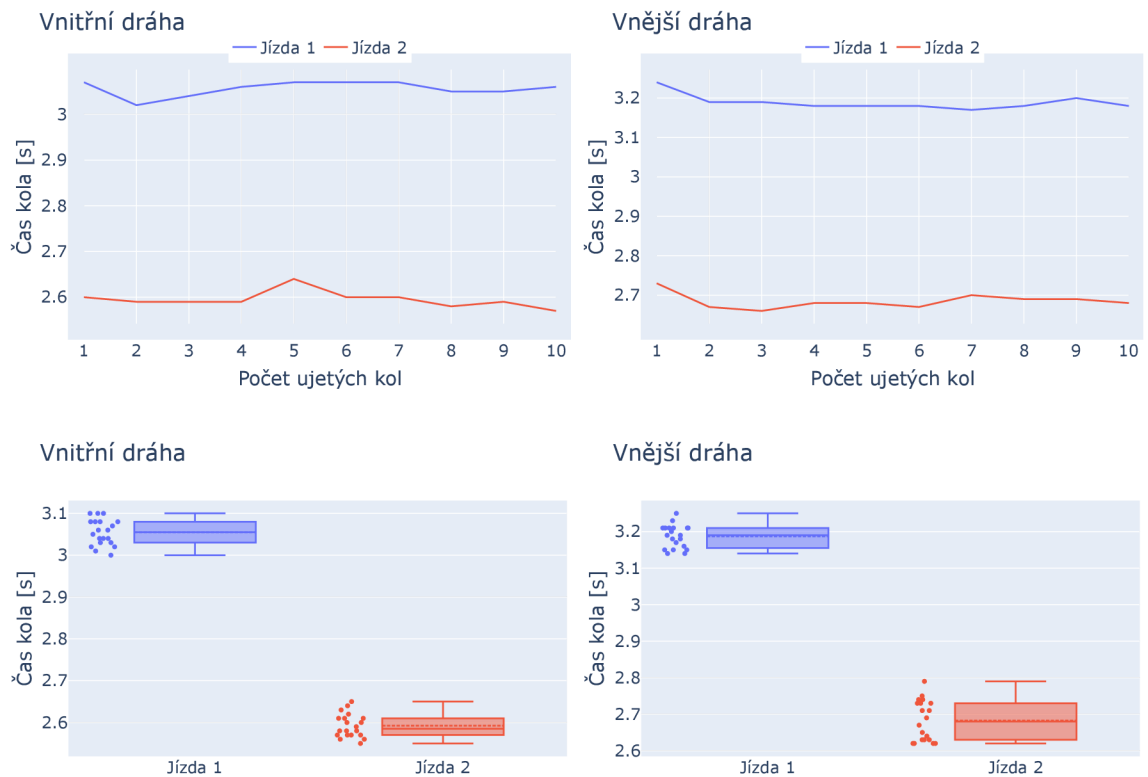 Vnitřní dráha
Jízda 1 Jízda 2
3
2.9
2.8
2.7
2.6
Čas kola [s]
1 2 3 4 5 6 7 8 9 10
Počet ujetých kol
Vnější dráha
Jízda 1 Jízda 2
3.2
3.1
3
2.9
2.8
2.7
Čas kola [s]
1 2 3 4 5 6 7 8 9 10
Počet ujetých kol
Vnitřní dráha
3.1
3
2.9
2.8
2.7
2.6
Čas kola [s]
Jízda 1 Jízda 2
Vnější dráha
3.2
3.1
3
2.9
2.8
2.7
2.6
Čas kola [s]
Jízda 1 Jízda 2